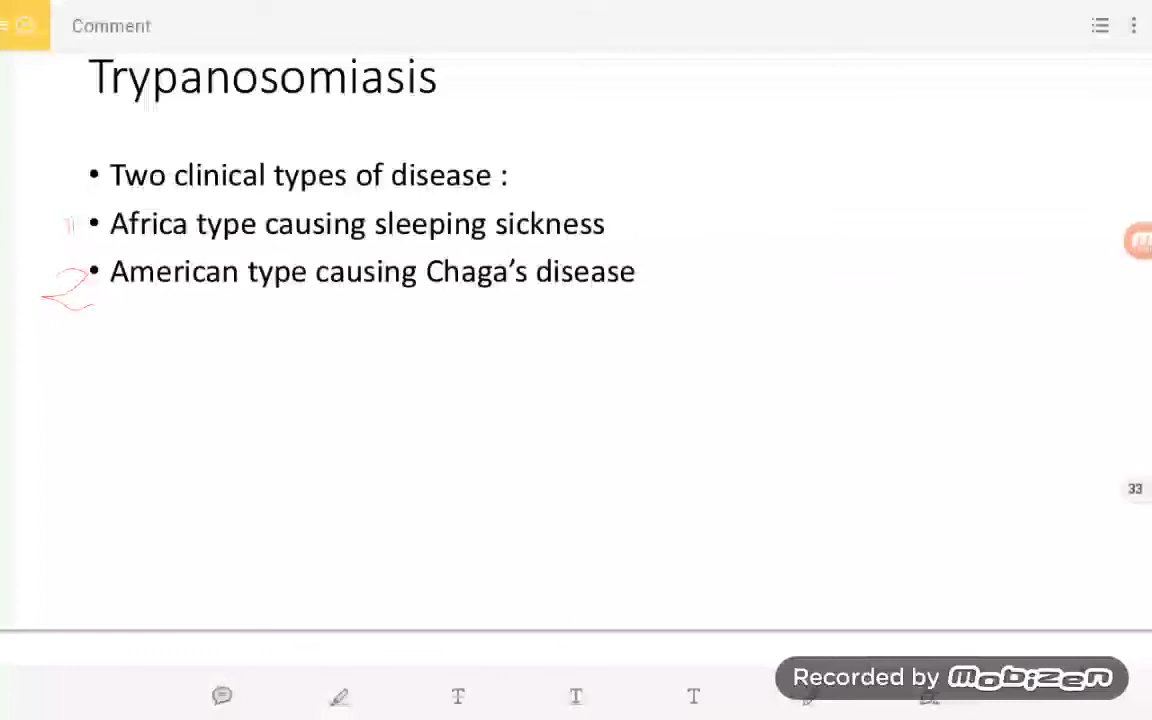 Comment
Trypanosomiasis
• Two clinical types of disease :
• Africa type causing sleeping sickness
2 • American type causing Chaga’s disease
33
T T T
Recorded by mobizen